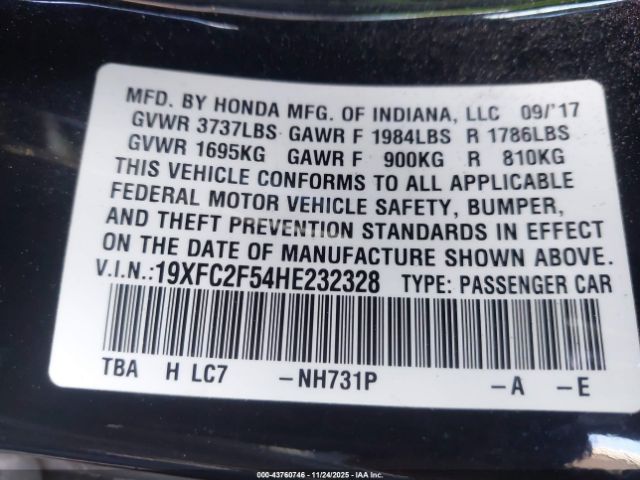 MFD. BY HONDA MFG. OF INDIANA, LLC 09/'17
GVWR 3737LBS GAWR F 1984LBS R 1786LBS
GVWR 1695KG GAWR F 900KG R 810KG
THIS VEHICLE CONFORMS TO ALL APPLICABLE
FEDERAL MOTOR VEHICLE SAFETY, BUMPER,
AND THEFT PREVENTION STANDARDS IN EFFECT
ON THE DATE OF MANUFACTURE SHOWN ABOVE.
V.I.N.:19XFC2F54HE232328 TYPE: PASSENGER CAR
TBA H LC7 -NH731P -A -E
000-43760746 - 11/24/2025 - IAA, Inc.